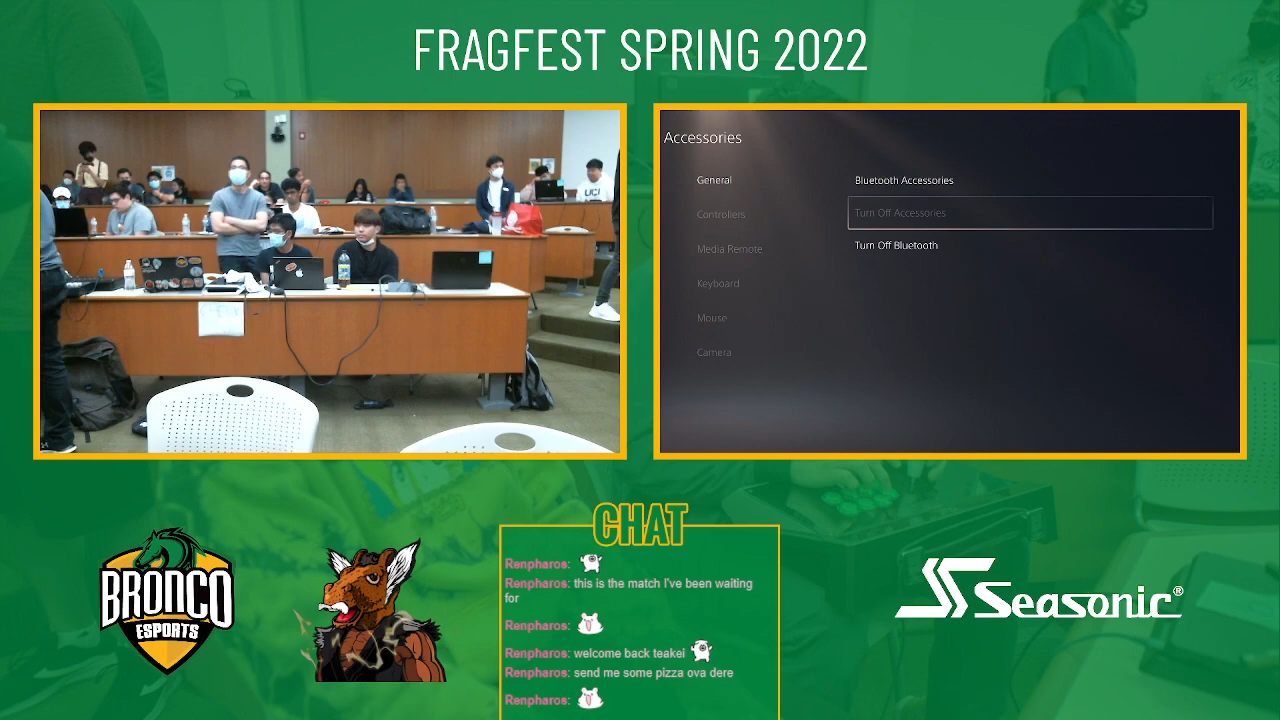 FRAGFEST SPRING 2022
UCI
Accessories
General
Controllers
Media Remote
Keyboard
Mouse
Camera
Bluetooth Accessories
Turn Off Accessories
Turn Off Bluetooth
BRONCO
ESPORTS
CHAT
Renpharos:
Renpharos: this is the match I've been waiting
for
Renpharos:
Renpharos: welcome back teakei
Renpharos: send me some pizza ova dere
Renpharos:
Seasonic®